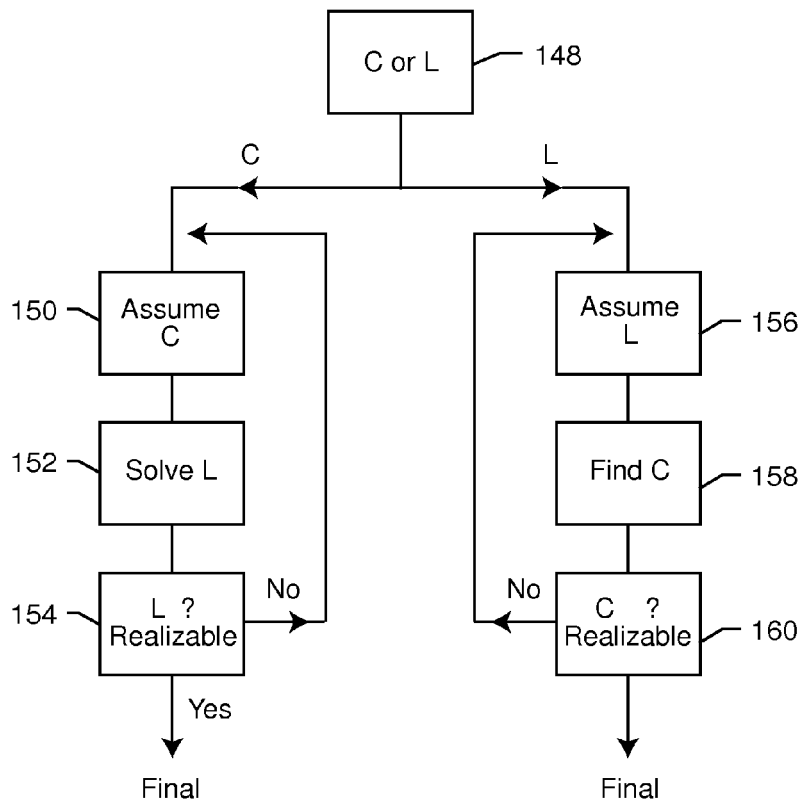 C or L
148
C
L
150
Assume
C
Assume
L
156
152
Solve L
Find C
158
154
L ?
Realizable
No
No
C ?
Realizable
160
Yes
Final
Final